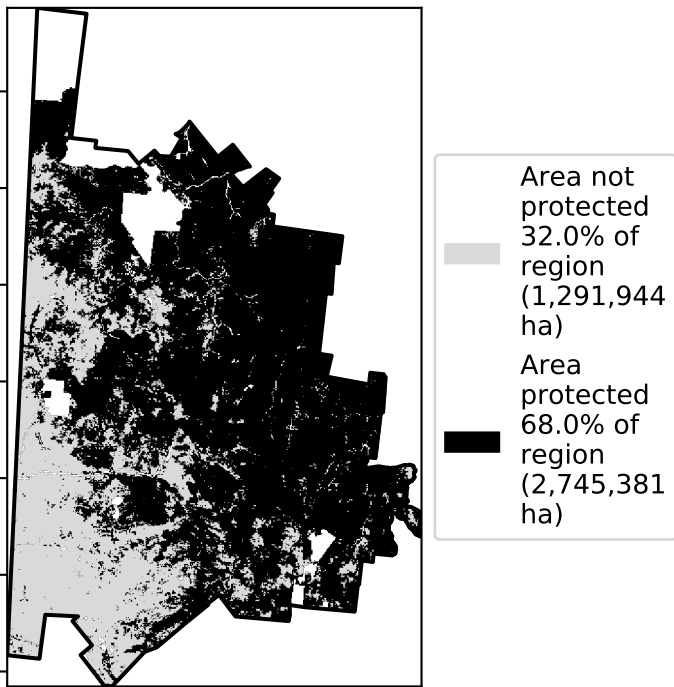 Area not
protected
32.0% of
region
(1,291,944
ha)
Area
protected
68.0% of
region
(2,745,381
ha)